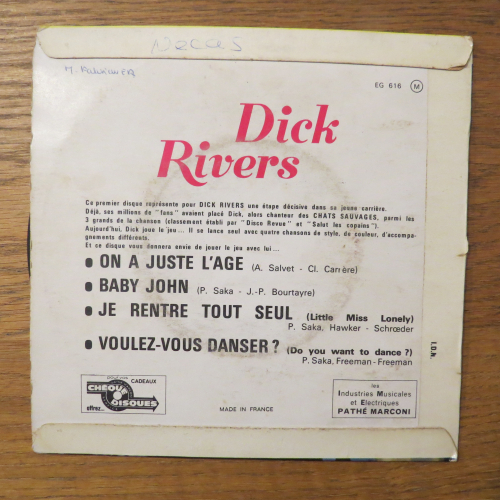 EG 616 M
Dick
Rivers
Ce premier disque représente pour DICK RIVERS une étape décisive dans sa jeune carrière.
Déjà, ses millions de "fans" avaient placé Dick, alors chanteur des CHATS SAUVAGES, parmi les
3 grands de la chanson (classement établi par "Disco Revue" et "Salut les copains").
Aujourd'hui, Dick joue le jeu... Il se lance seul avec quatre chansons de style, de couleur, d'accompa-
gnements différents.
Et ce disque vous donnera envie de jouer le jeu avec lui...
• ON A JUSTE L'AGE (A. Salvet - Cl. Carrère)
• BABY JOHN (P. Saka - J.-P. Bourtayre)
• JE RENTRE TOUT SEUL (Little Miss Lonely)
P. Saka, Hawker - Schrœder
• VOULEZ-VOUS DANSER ? (Do you want to dance ?)
P. Saka, Freeman - Freeman
I.D.N.
CADEAUX
CHÈQUE
DISQUES
offrez...
MADE IN FRANCE
les
Industries Musicales
et Electriques
PATHÉ MARCONI